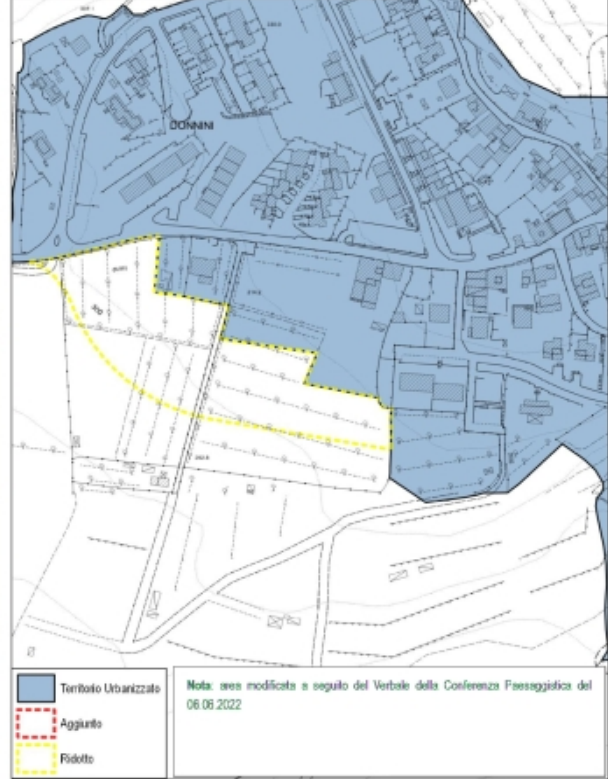 DONNINI
Territorio Urbanizzato
Aggiunto
Ridotto
Nota: area modificata a seguito del Verbale della Conferenza Paesaggistica del
06.06.2022